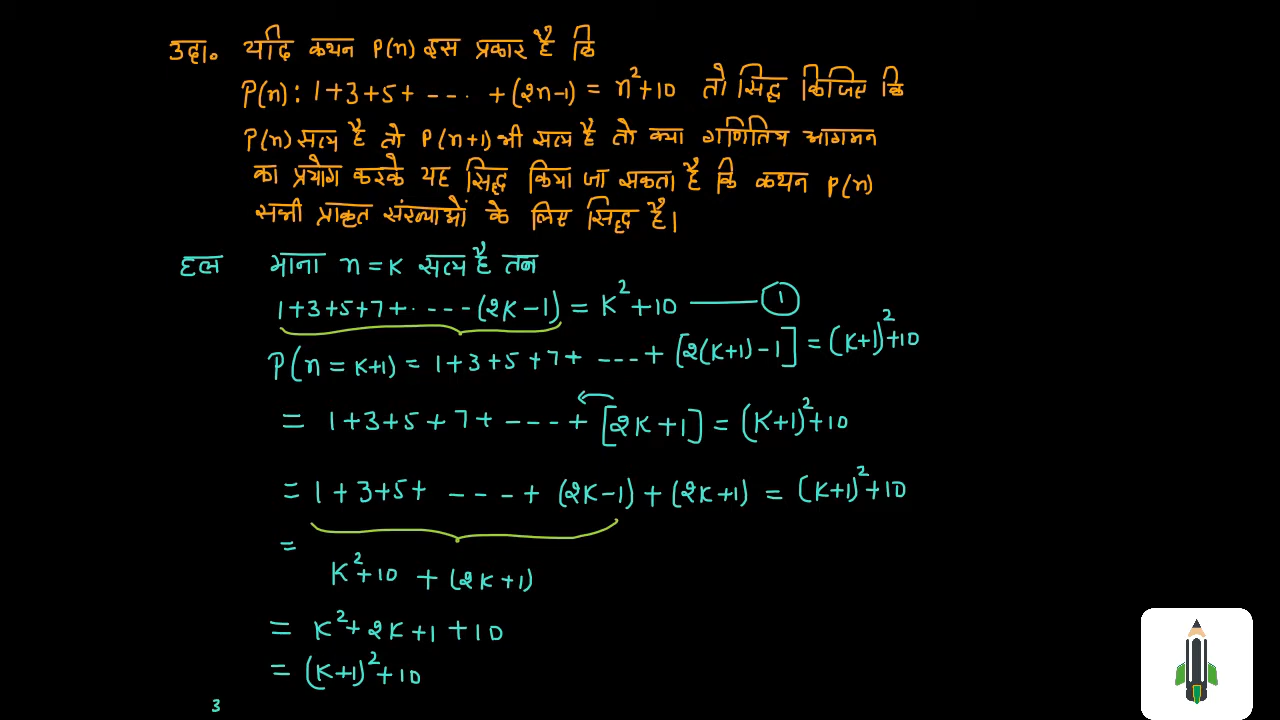 उदा० यदि कथन P(n) इस प्रकार है कि
P(n): 1+3+5+ --- . +(2n-1) = n²+10 तो सिद्ध किजिए कि
P(n) सत्य है तो P(n+1) भी सत्य है तो क्या गणितिय आगमन
का प्रयोग करके यह सिद्ध किया जा सकता है कि कथन P(n)
सभी प्राकृत संख्याओं के लिए सिद्ध है।
हल माना n = K सत्य है तब
1+3+5+7+ . --- (2K-1) = K²+10 ——— ①
P(n = K+1) = 1+3+5+7+ ---- + [2(K+1) -1] = (K+1)²+10
= 1+3+5+7+ ---- + [2K+1] = (K+1)²+10
= 1+3+5+ ---- + (2K-1) + (2K+1) = (K+1)²+10
=
K²+10 + (2K+1)
= K²+2K+1+10
= (K+1)²+10
3